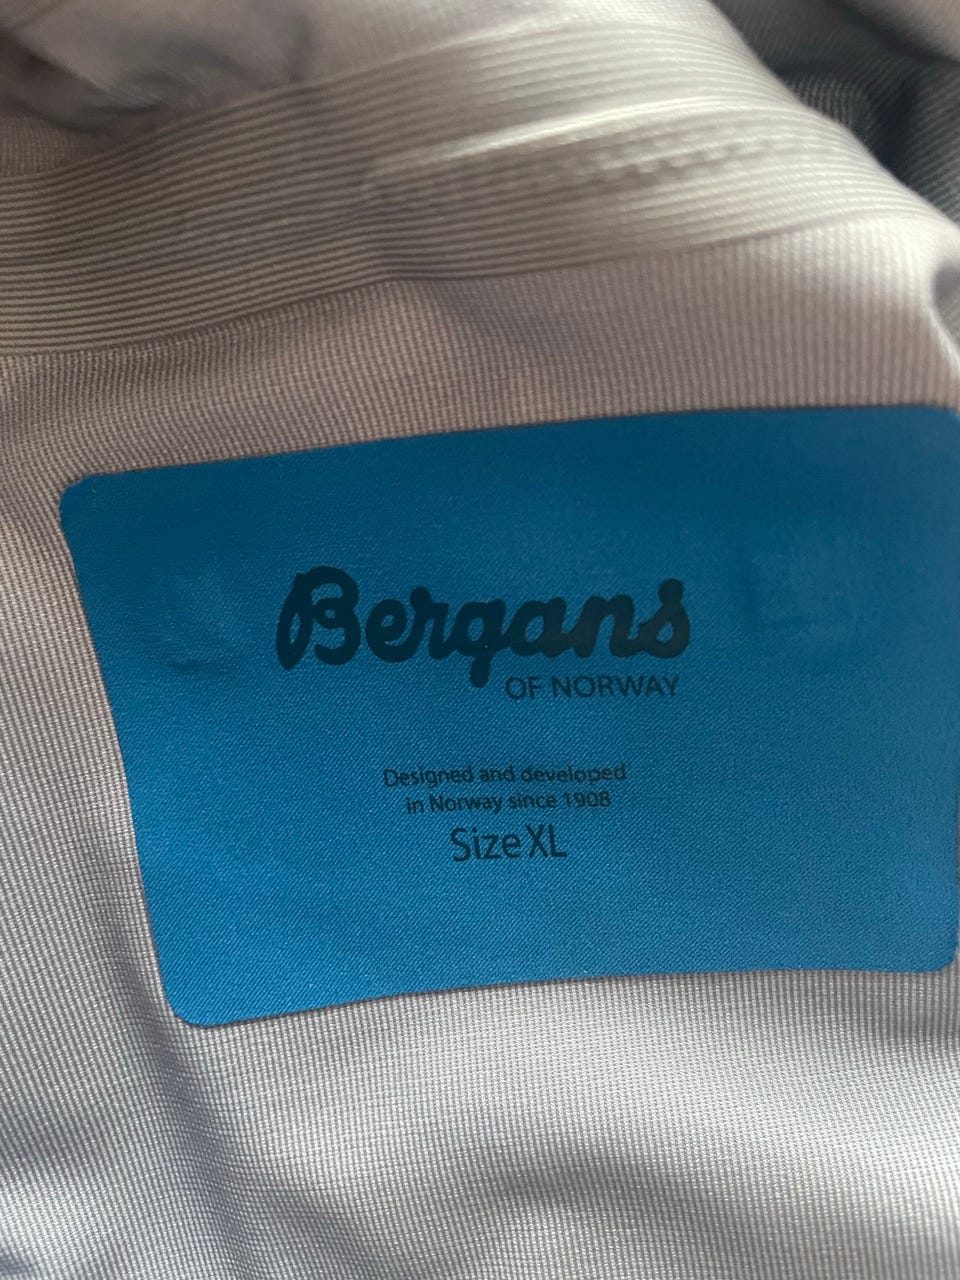 Bergans
OF NORWAY
Designed and developed
in Norway since 1908
Size XL